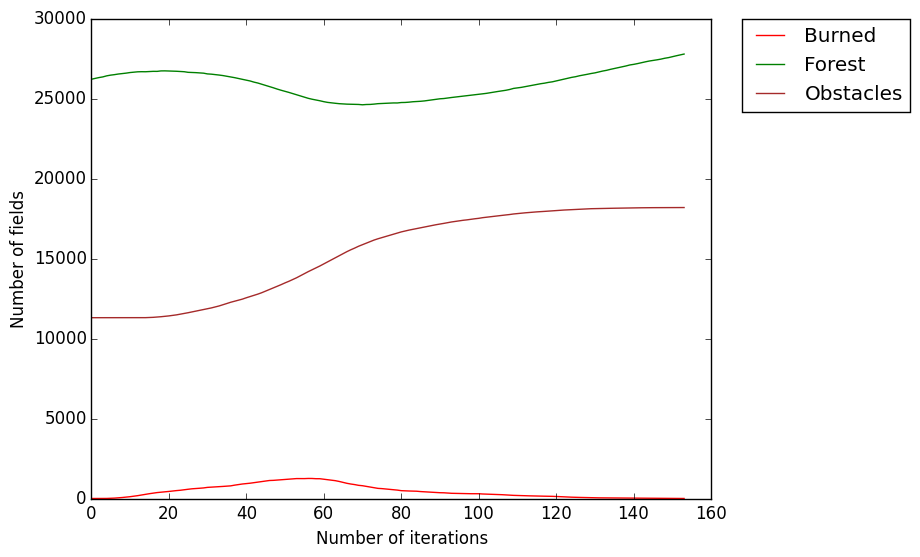 30000
25000
20000
15000
10000
5000
0
Number of fields
0 20 40 60 80 100 120 140 160
Number of iterations
Burned
Forest
Obstacles